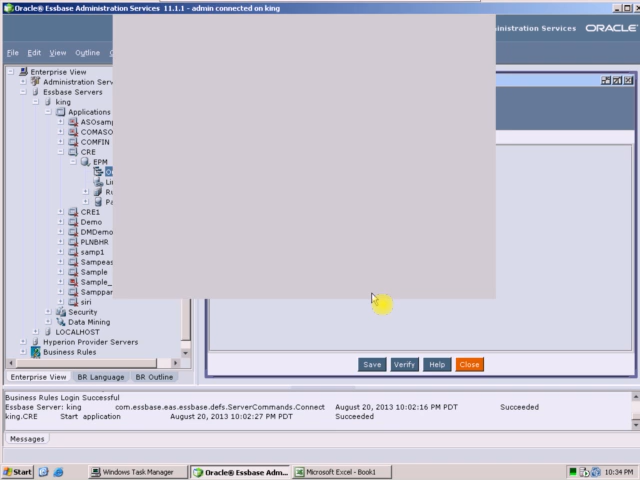 Oracle® Essbase Administration Services 11.1.1 - admin connected on king
inistration Services ORACLE
File Edit View Outline
Enterprise View
Administration Serv
Essbase Servers
king
Applications
ASOsamp
COMASO
COMFIN
CRE
EPM
O
Li
Ru
Pa
CRE1
Demo
DMDemo
PLNBHR
samp1
Sampeas
Sample
Sample_
Samppar
siri
Security
Data Mining
LOCALHOST
Hyperion Provider Servers
Business Rules
Save Verify Help Close
Enterprise View BR Language BR Outline
Business Rules Login Successful
Essbase Server: king com.essbase.eas.essbase.defs.ServerCommands.Connect August 20, 2013 10:02:16 PM PDT Succeeded
king.CRE Start application August 20, 2013 10:02:27 PM PDT Succeeded
Messages
Start Windows Task Manager Oracle® Essbase Adm... Microsoft Excel - Book1 10:34 PM